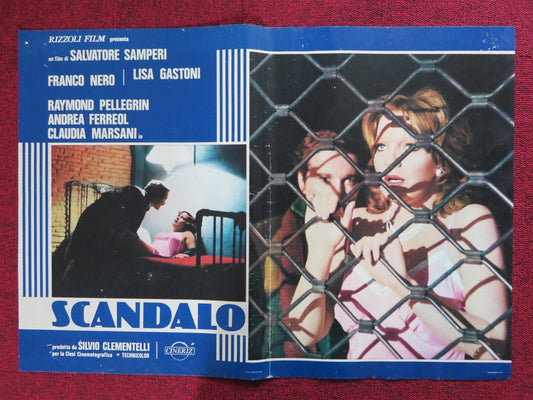 RIZZOLI FILM presenta
un film di SALVATORE SAMPERI
FRANCO NERO | LISA GASTONI
RAYMOND PELLEGRIN
ANDREA FERREOL
CLAUDIA MARSANI in
SCANDALO
prodotto da SILVIO CLEMENTELLI
per la Clesi Cinematografica • TECHNICOLOR
CINERIZ